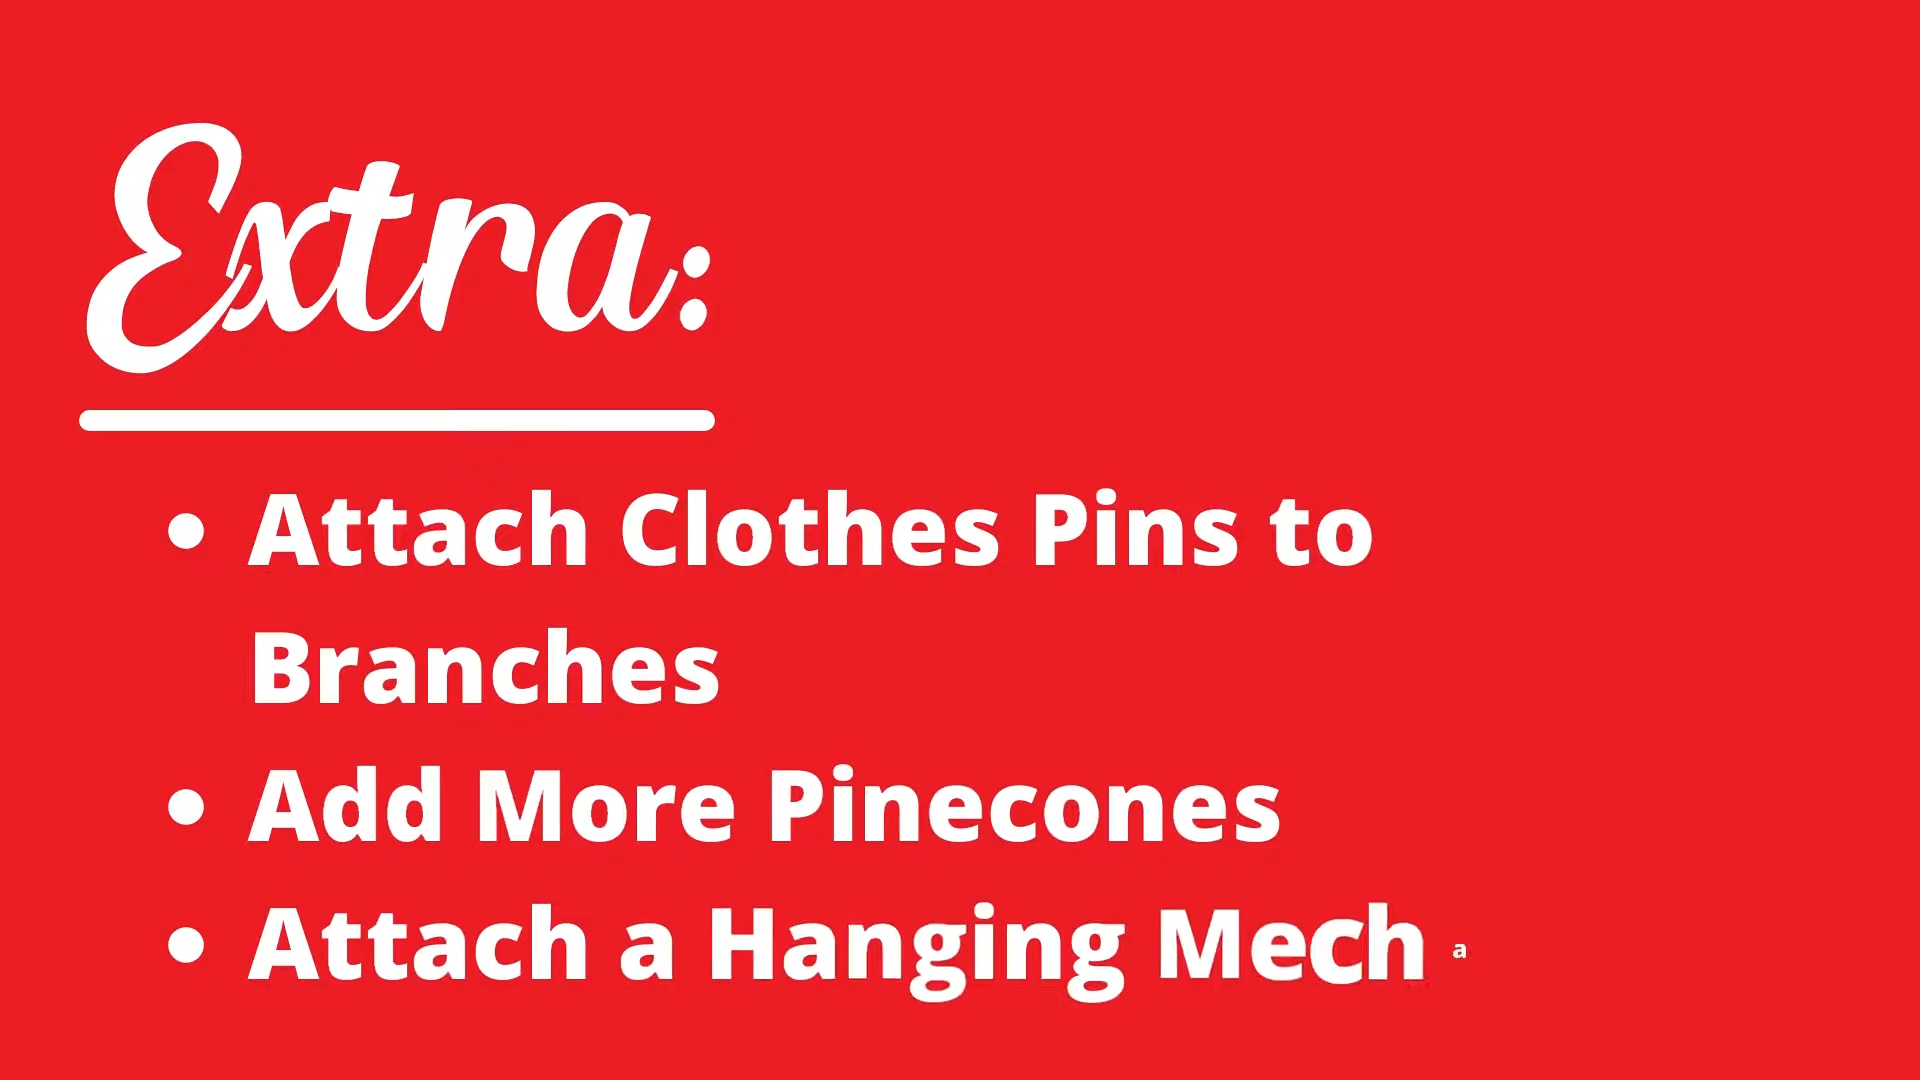 Extra:
• Attach Clothes Pins to
Branches
• Add More Pinecones
• Attach a Hanging Mech a